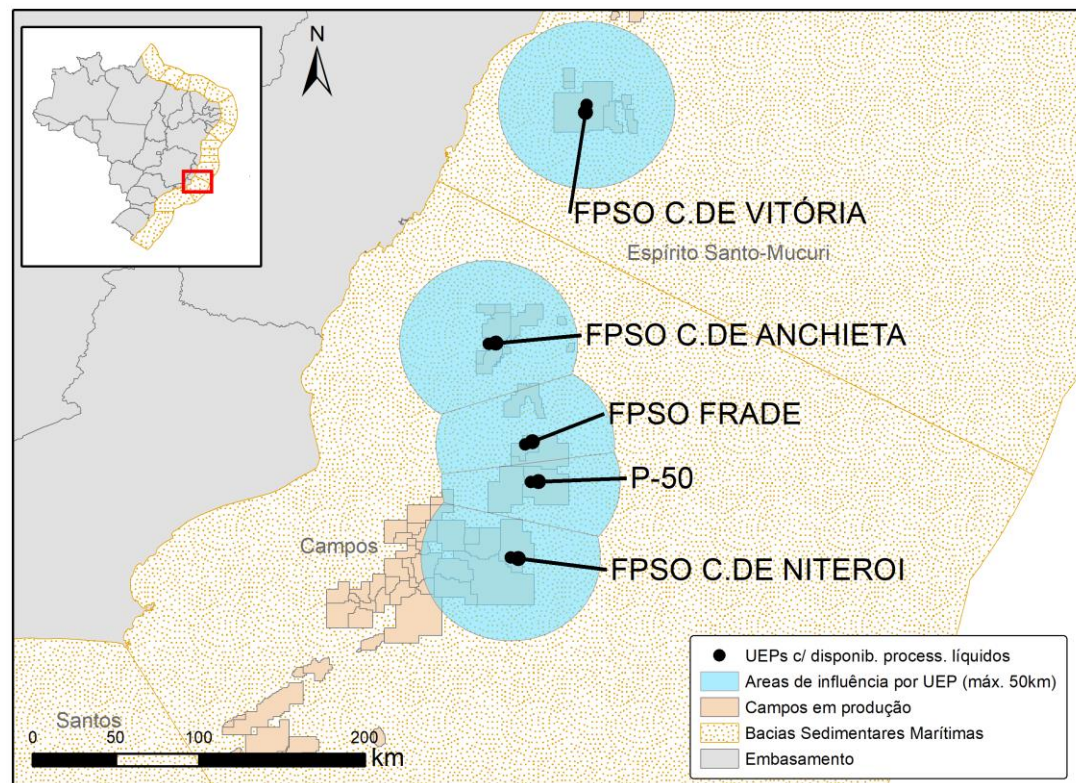 N
FPSO C.DE VITÓRIA
Espírito Santo-Mucuri
FPSO C.DE ANCHIETA
FPSO FRADE
P-50
Campos
FPSO C.DE NITEROI
Santos
0 50 100 200
km
UEPs c/ disponib. process. líquidos
Areas de influência por UEP (máx. 50km)
Campos em produção
Bacias Sedimentares Marítimas
Embasamento